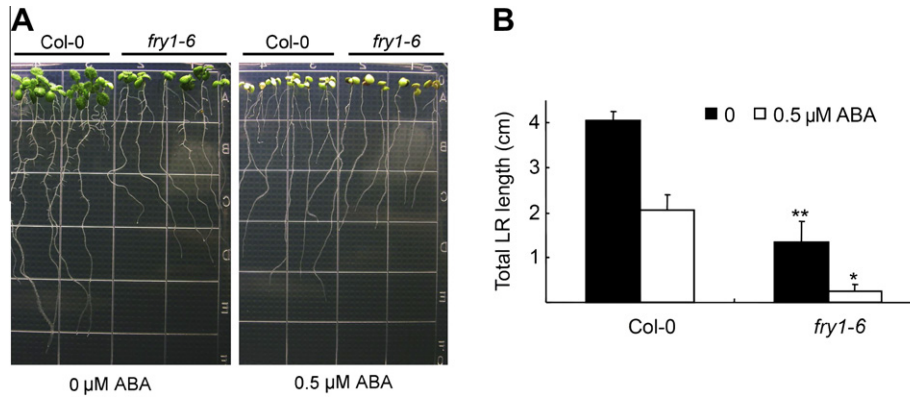 A
Col-0 fry1-6 Col-0 fry1-6
0 µM ABA 0.5 µM ABA
B
Total LR length (cm)
4
3
2
1
0 0.5 µM ABA
**
*
Col-0 fry1-6